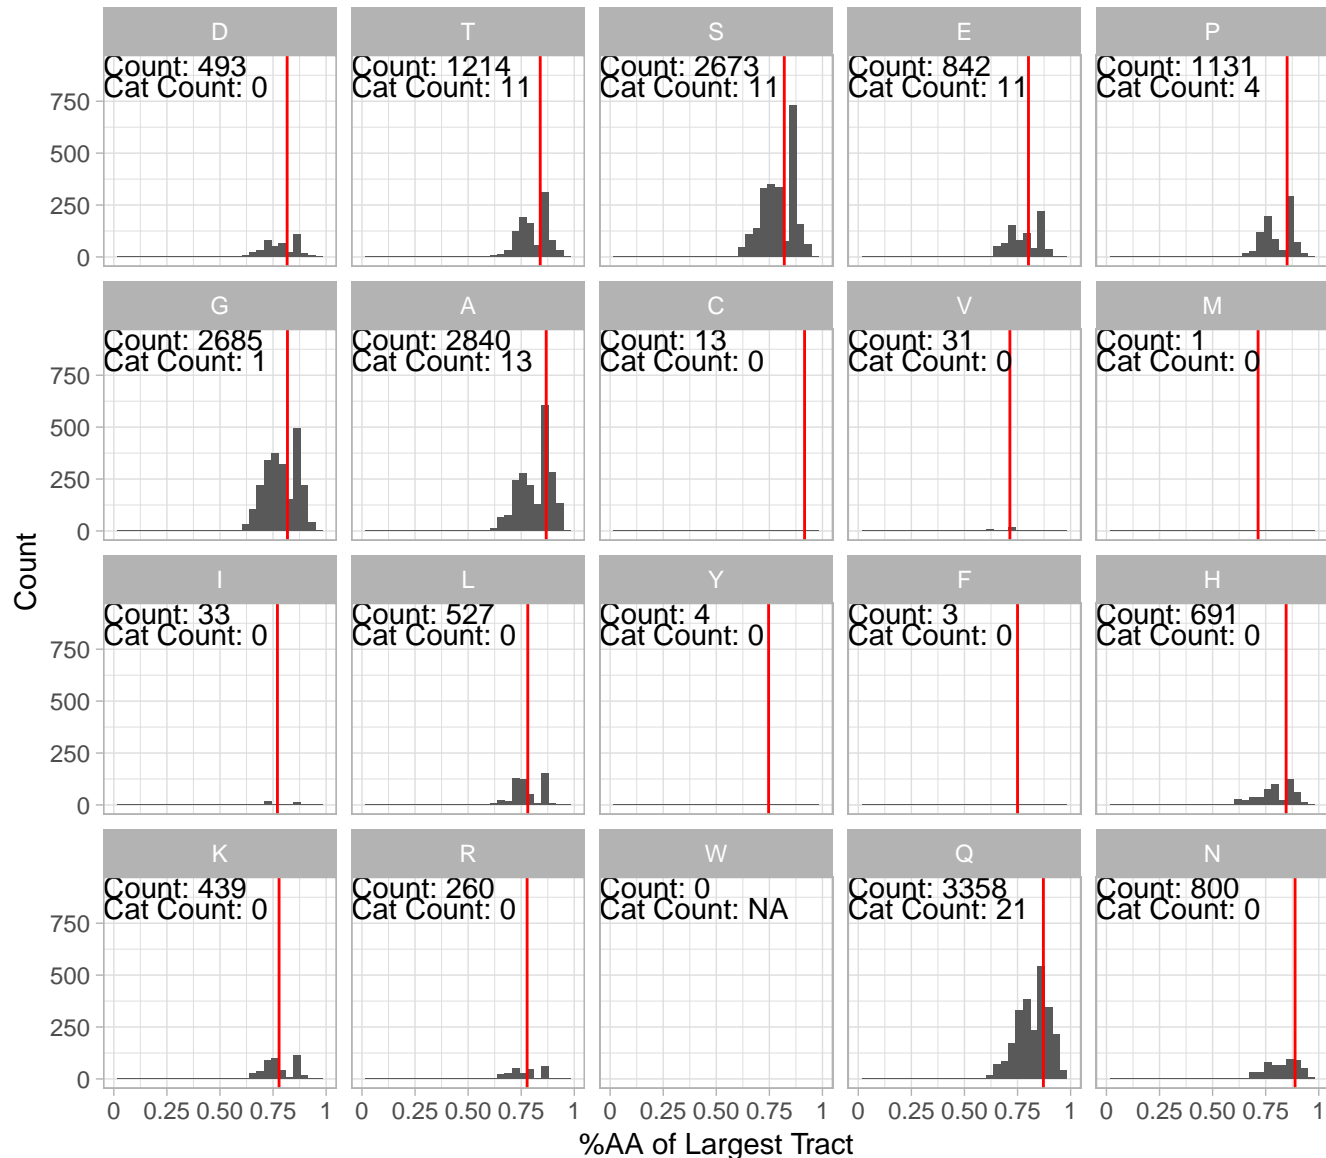 D T S E P
Count: 493 Count: 1214 Count: 2673 Count: 842 Count: 1131
Cat Count: 0 Cat Count: 11 Cat Count: 11 Cat Count: 11 Cat Count: 4
750
500
250
0
G A C V M
Count: 2685 Count: 2840 Count: 13 Count: 31 Count: 1
Cat Count: 1 Cat Count: 13 Cat Count: 0 Cat Count: 0 Cat Count: 0
750
500
250
0
Count
I L Y F H
Count: 33 Count: 527 Count: 4 Count: 3 Count: 691
Cat Count: 0 Cat Count: 0 Cat Count: 0 Cat Count: 0 Cat Count: 0
750
500
250
0
K R W Q N
Count: 439 Count: 260 Count: 0 Count: 3358 Count: 800
Cat Count: 0 Cat Count: 0 Cat Count: NA Cat Count: 21 Cat Count: 0
750
500
250
0
0 0.25 0.50 0.75 1 0 0.25 0.50 0.75 1 0 0.25 0.50 0.75 1 0 0.25 0.50 0.75 1 0 0.25 0.50 0.75 1
%AA of Largest Tract